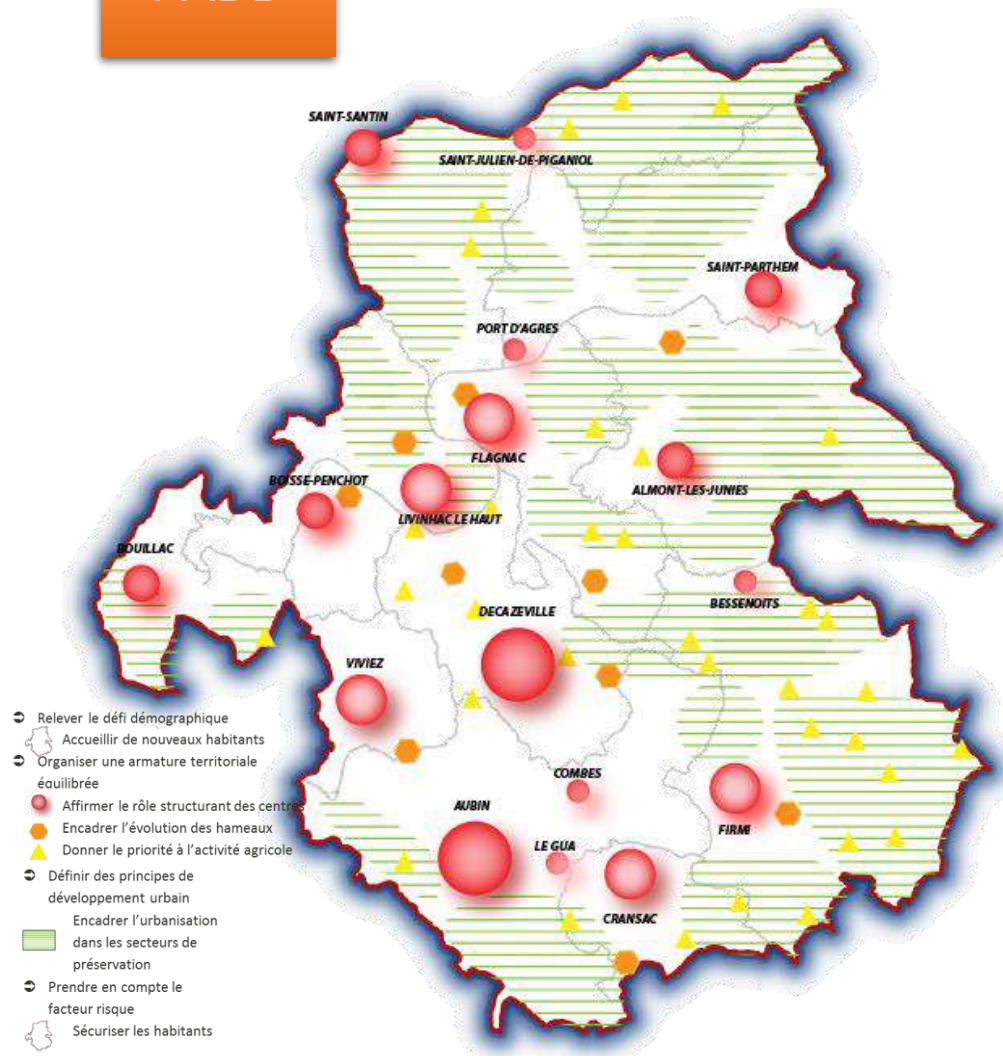 SAINT-SANTIN
SAINT-JULIEN-DE-PIGANIOL
SAINT-PARTHEM
PORT D'AGRES
FLAGNAC
ALMONT-LES-JUNIES
BOISSE-PENCHOT
LIVINHAC LE HAUT
BOUILLAC
BESSENOITS
DECAZEVILLE
VIVIEZ
COMBES
AUBIN
FIRMI
LE GUA
CRANSAC
Relever le défi démographique
Accueillir de nouveaux habitants
Organiser une armature territoriale
équilibrée
Affirmer le rôle structurant des centres
Encadrer l'évolution des hameaux
Donner le priorité à l'activité agricole
Définir des principes de
développement urbain
Encadrer l'urbanisation
dans les secteurs de
préservation
Prendre en compte le
facteur risque
Sécuriser les habitants